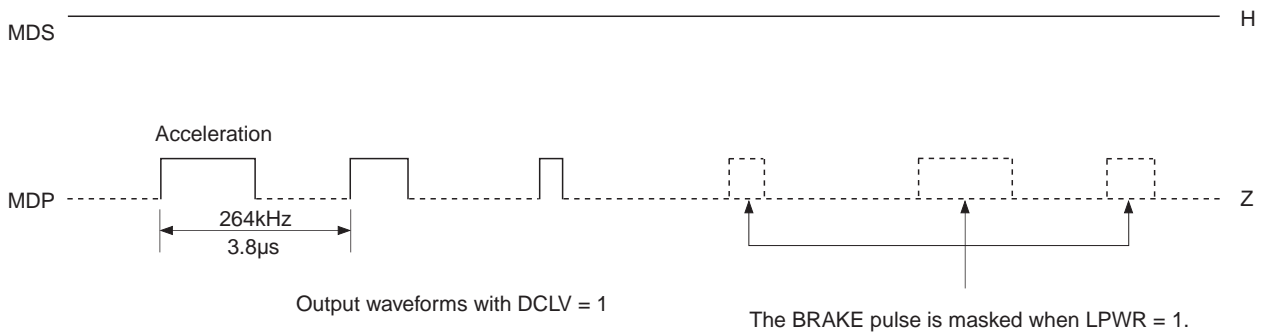 MDS
H
Acceleration
MDP
Z
264kHz
3.8μs
Output waveforms with DCLV = 1
The BRAKE pulse is masked when LPWR = 1.